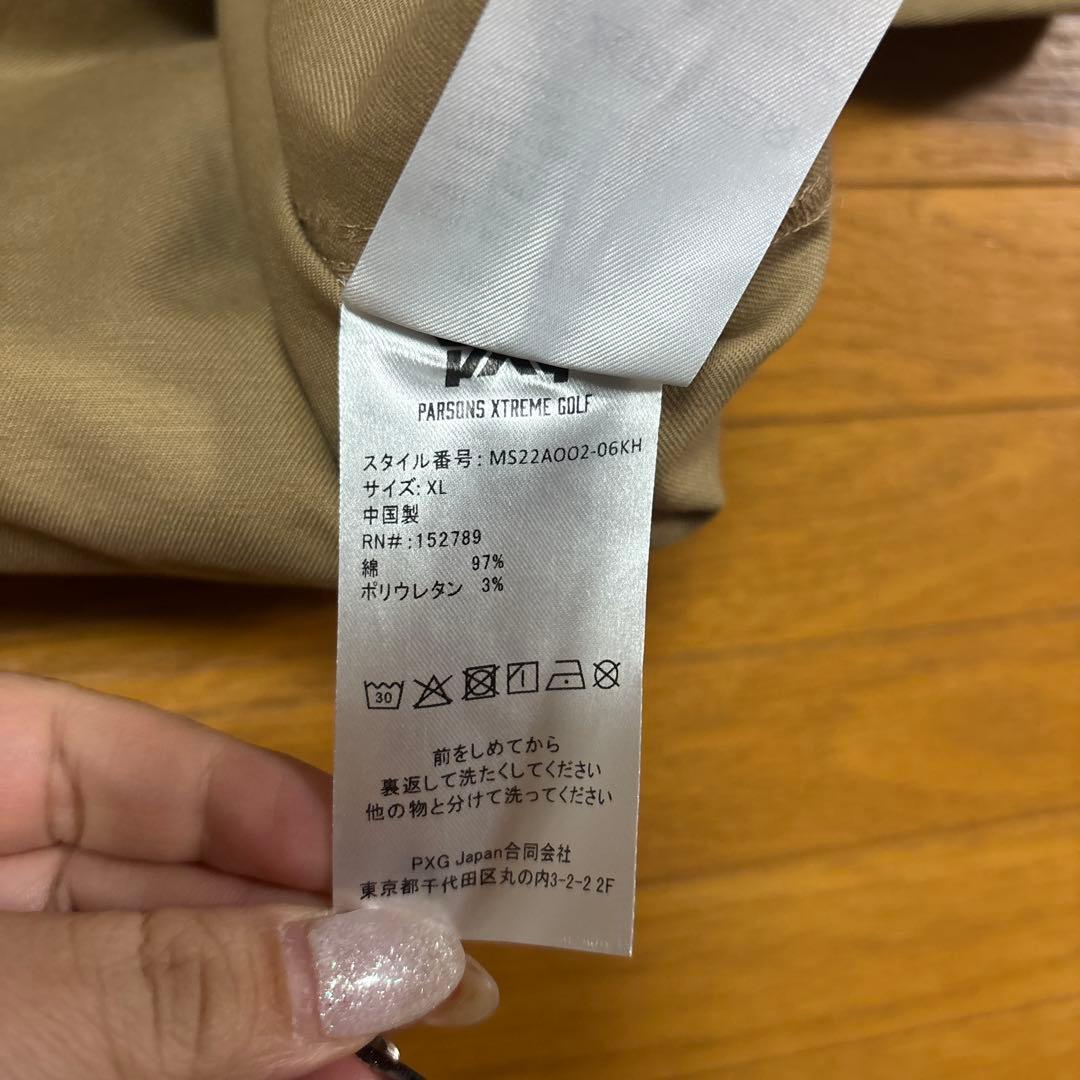 PARSONS XTREME GOLF
スタイル番号: MS22A002-06KH
サイズ: XL
中国製
RN#:152789
綿 97%
ポリウレタン 3%
30
前をしめてから
裏返して洗たくしてください
他の物と分けて洗ってください
PXG Japan合同会社
東京都千代田区丸の内3-2-2 2F